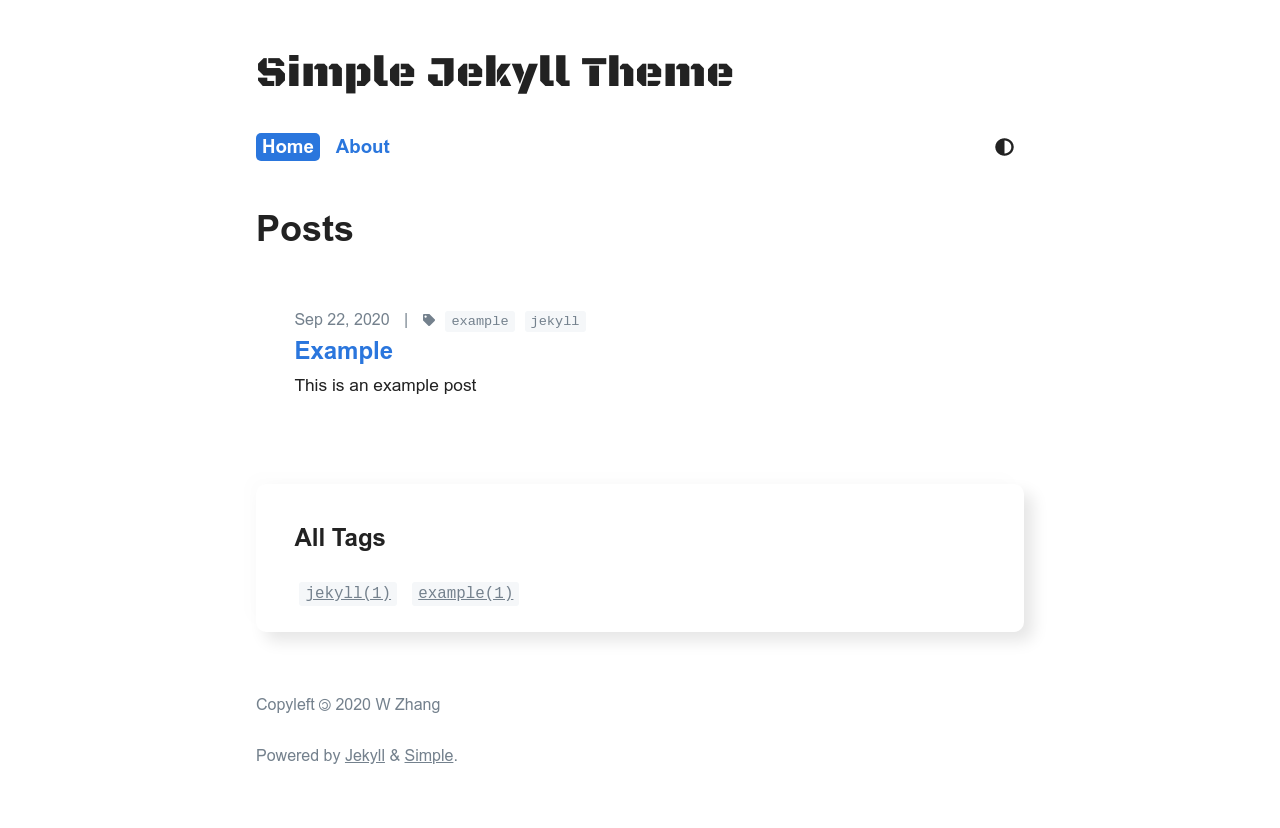 Simple Jekyll Theme
Home About
Posts
Sep 22, 2020 | example jekyll
Example
This is an example post
All Tags
jekyll(1) example(1)
Copyleft 🄯 2020 W Zhang
Powered by Jekyll & Simple.